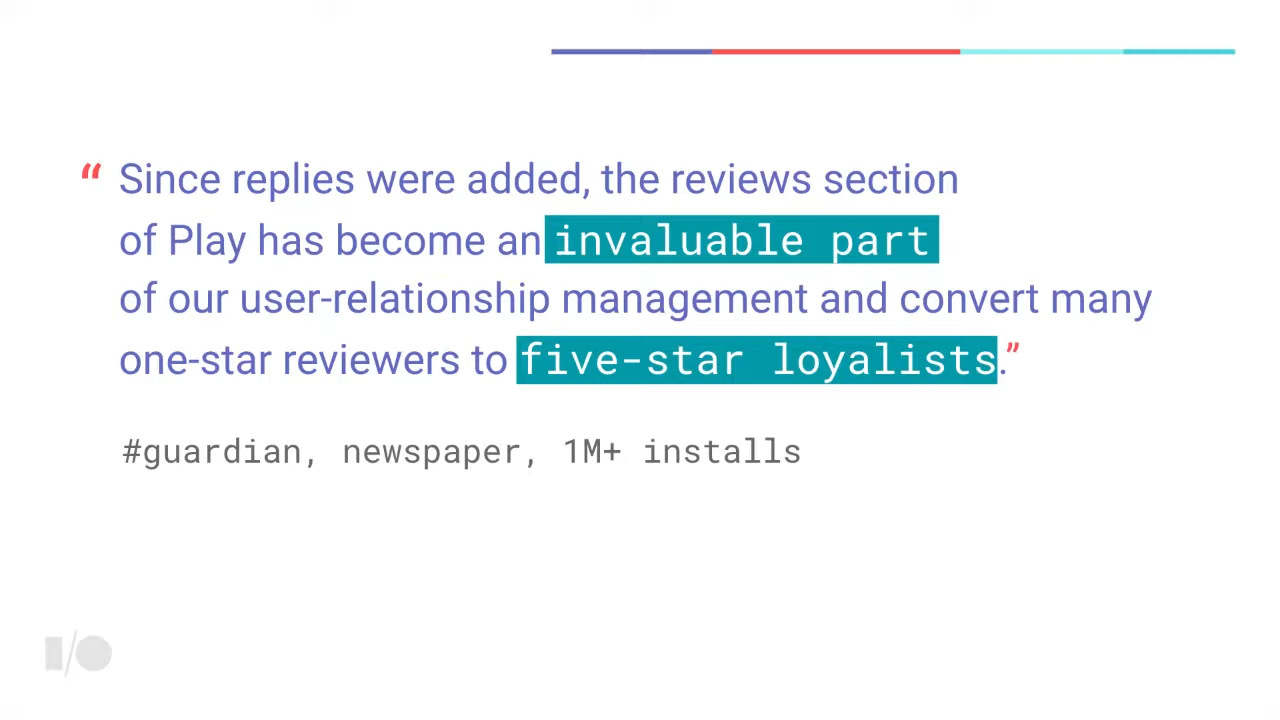 “ Since replies were added, the reviews section
of Play has become an invaluable part
of our user-relationship management and convert many
one-star reviewers to five-star loyalists.”
#guardian, newspaper, 1M+ installs
I/O